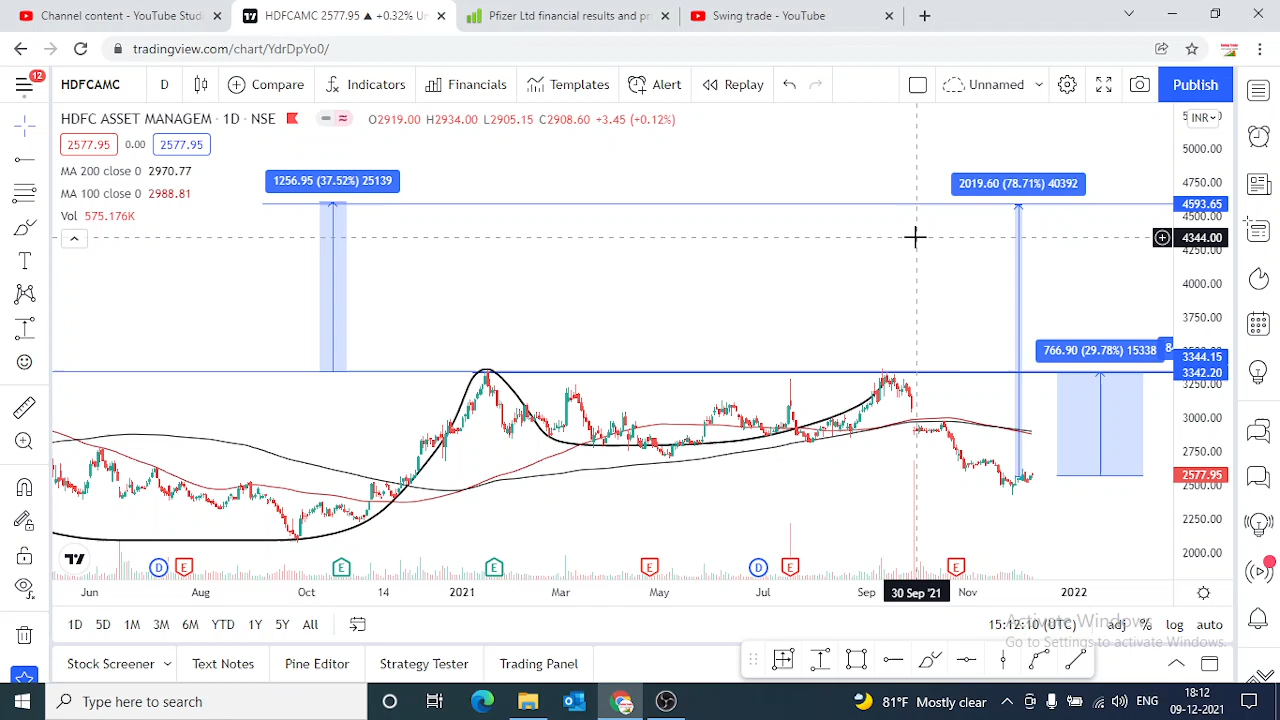 Channel content - YouTube Studi
HDFCAMC 2577.95 ▲ +0.32% Un
Pfizer Ltd financial results and pr
Swing trade - YouTube
tradingview.com/chart/YdrDpYo0/
12
HDFCAMC
D
Compare
Indicators
Financials
Templates
Alert
Replay
Unnamed
Publish
HDFC ASSET MANAGEM · 1D · NSE
O2919.00 H2934.00 L2905.15 C2908.60 +3.45 (+0.12%)
INR
2577.95 0.00 2577.95
MA 200 close 0 2970.77
MA 100 close 0 2988.81
Vol 575.176K
1256.95 (37.52%) 25139
2019.60 (78.71%) 40392
766.90 (29.78%) 15338
8
5000.00
4750.00
4593.65
4500.00
4344.00
4250.00
4000.00
3750.00
3344.15
3342.20
3250.00
3000.00
2750.00
2577.95
2500.00
2250.00
2000.00
D E E E E D E E
Jun Aug Oct 14 2021 Mar May Jul Sep 30 Sep '21 Nov 2022
1D 5D 1M 3M 6M YTD 1Y 5Y All
15:12:10 (UTC) % log auto
adj
Activate Windows
Go to Settings to activate Windows.
Stock Screener Text Notes Pine Editor Strategy Tester Trading Panel
Type here to search
81°F Mostly clear
ENG
18:12
09-12-2021